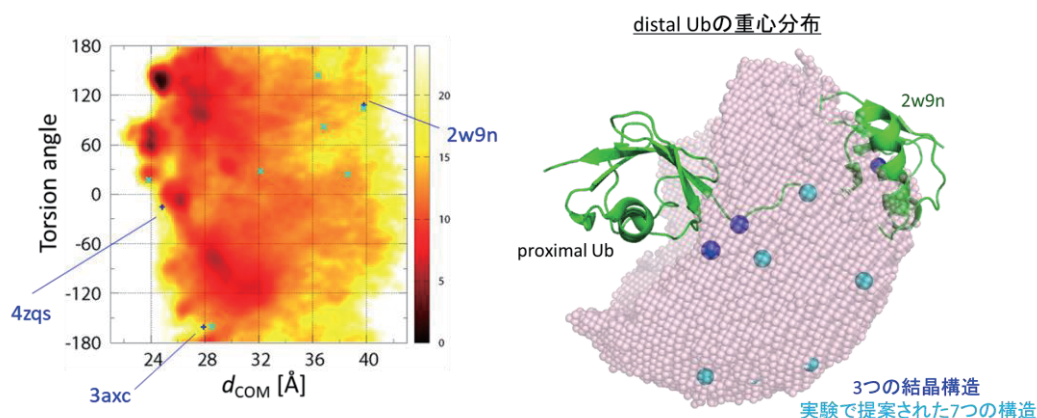 distal Ubの重心分布
180
120
60
0
-60
-120
-180
Torsion angle
24
28
32
36
40
d_COM [Å]
20
15
10
5
0
2w9n
4zqs
3axc
2w9n
proximal Ub
3つの結晶構造
実験で提案された7つの構造